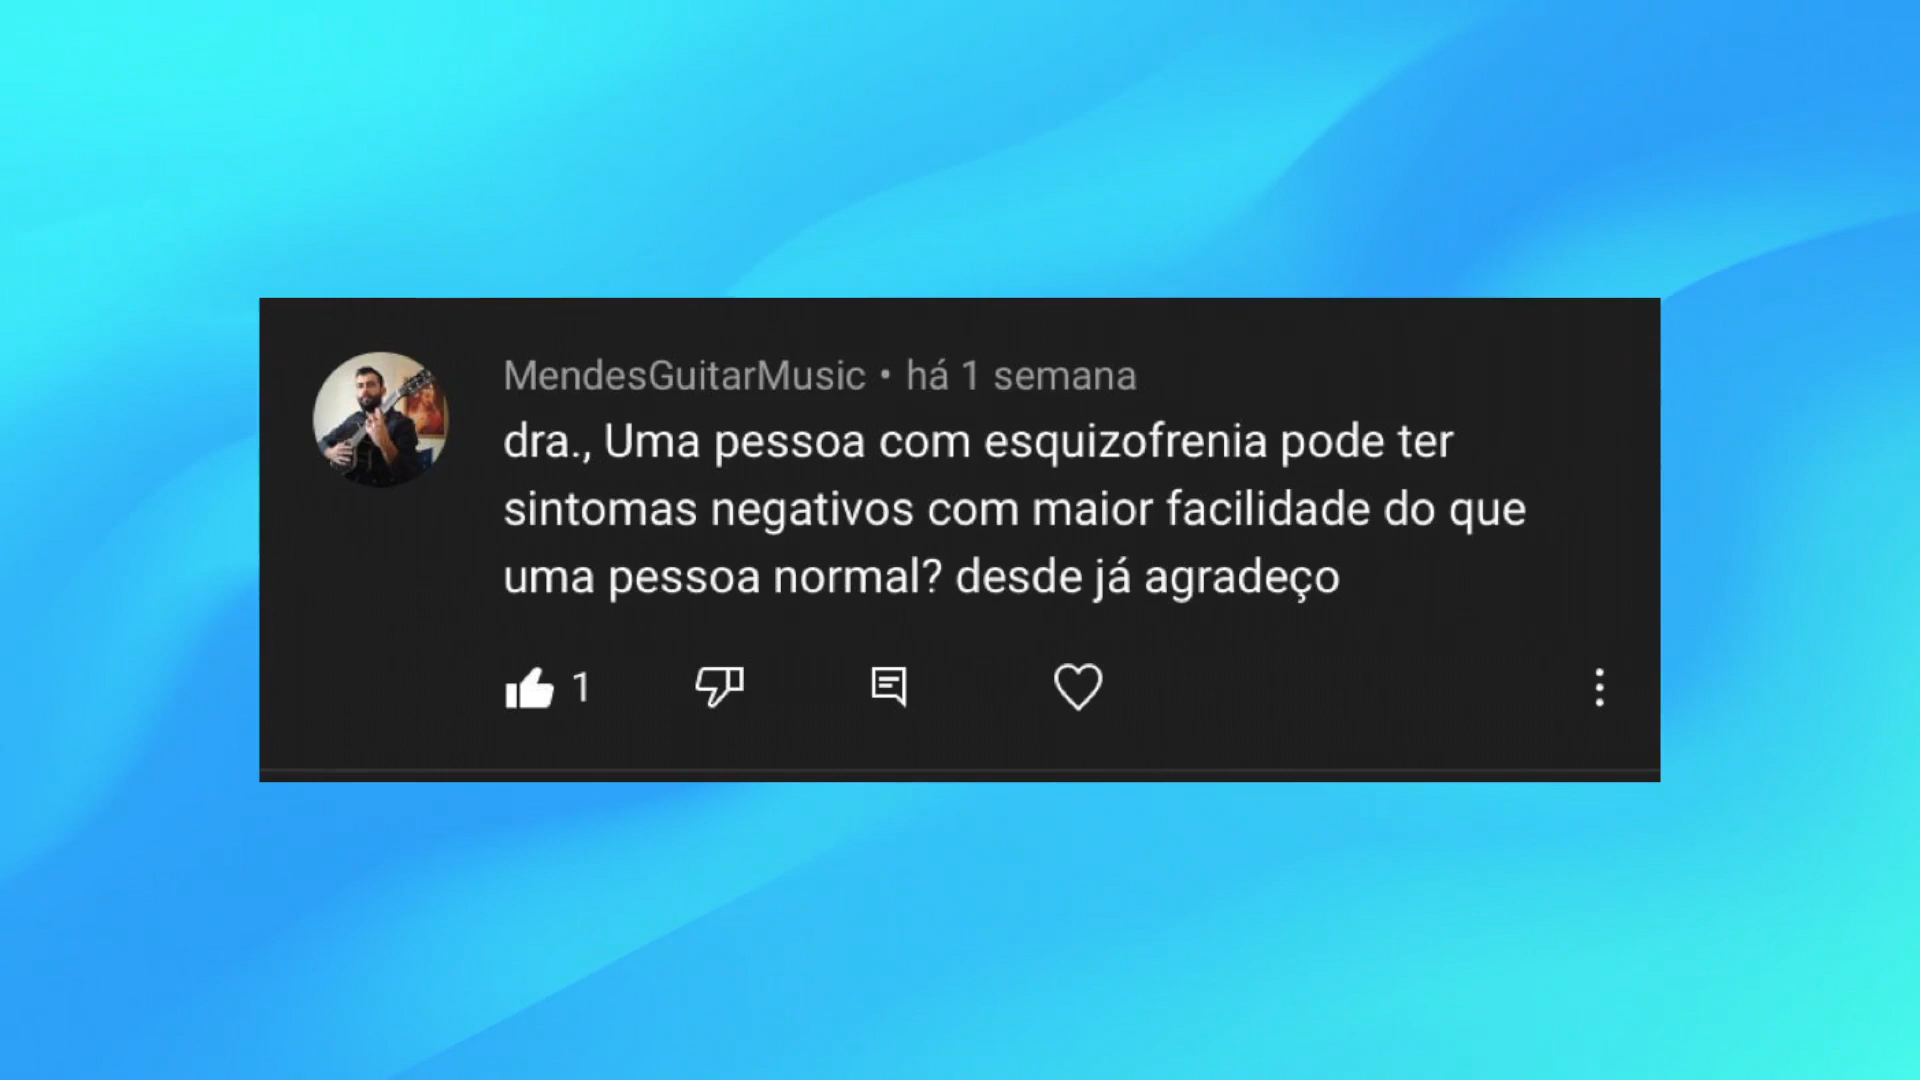 MendesGuitarMusic • há 1 semana
dra., Uma pessoa com esquizofrenia pode ter
sintomas negativos com maior facilidade do que
uma pessoa normal? desde já agradeço
1